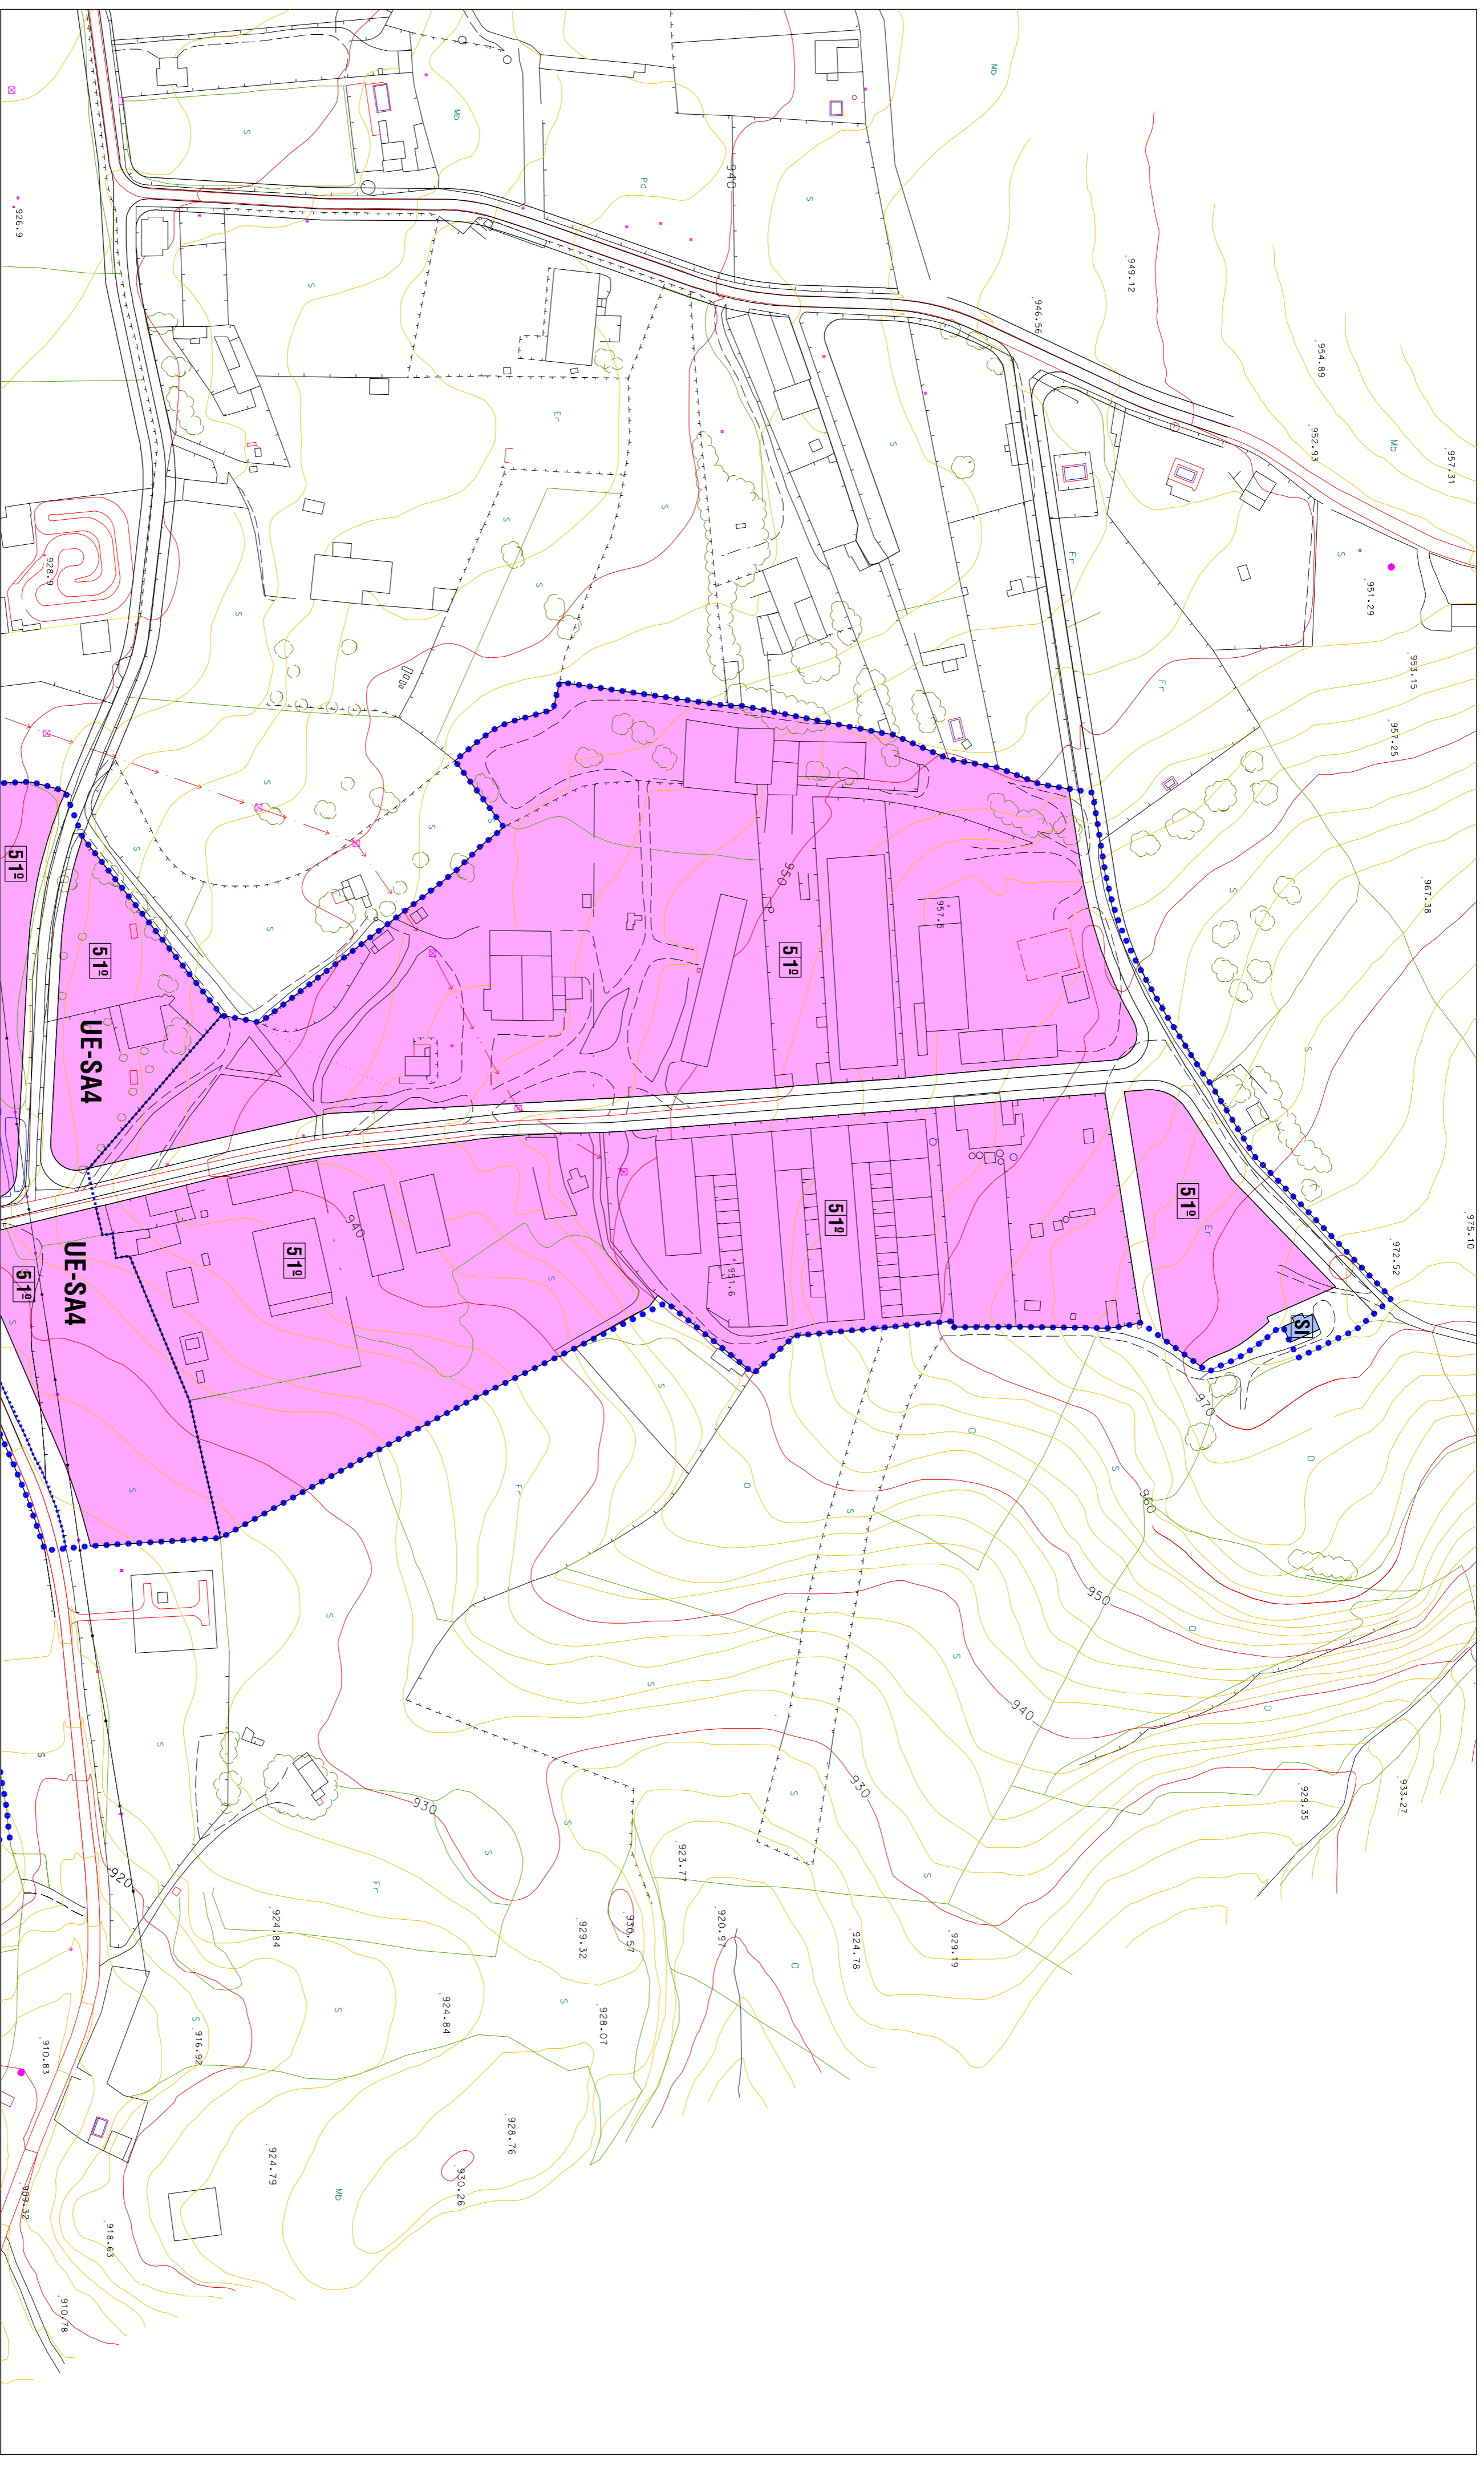 Mb
Mb
S
Pd
940
S
926.9
S
949.12
946.56
954.89
952.93
Mb
957.31
Er
S
S
S
Fr
S
928.9
S
951.29
953.15
957.25
Fr
S
S
S
S
S
51º
950
957.5
967.38
S
51º
51º
UE-SA4
S
51º
51º
Er
975.10
972.52
940
51º
UE-SA4
51º
S
951.6
S
ISI
S
970
O
S
O
S
Fr
S
960
O
950
S
O
S
S
940
O
S
S
930
933.27
929.35
930
S
S
S
923.77
S
920
Fr
924.84
929.32
930.57
920.97
924.78
929.19
O
S
S
924.84
928.07
S
916.92
910.83
928.76
924.79
930.26
Mb
909.32
918.63
910.78